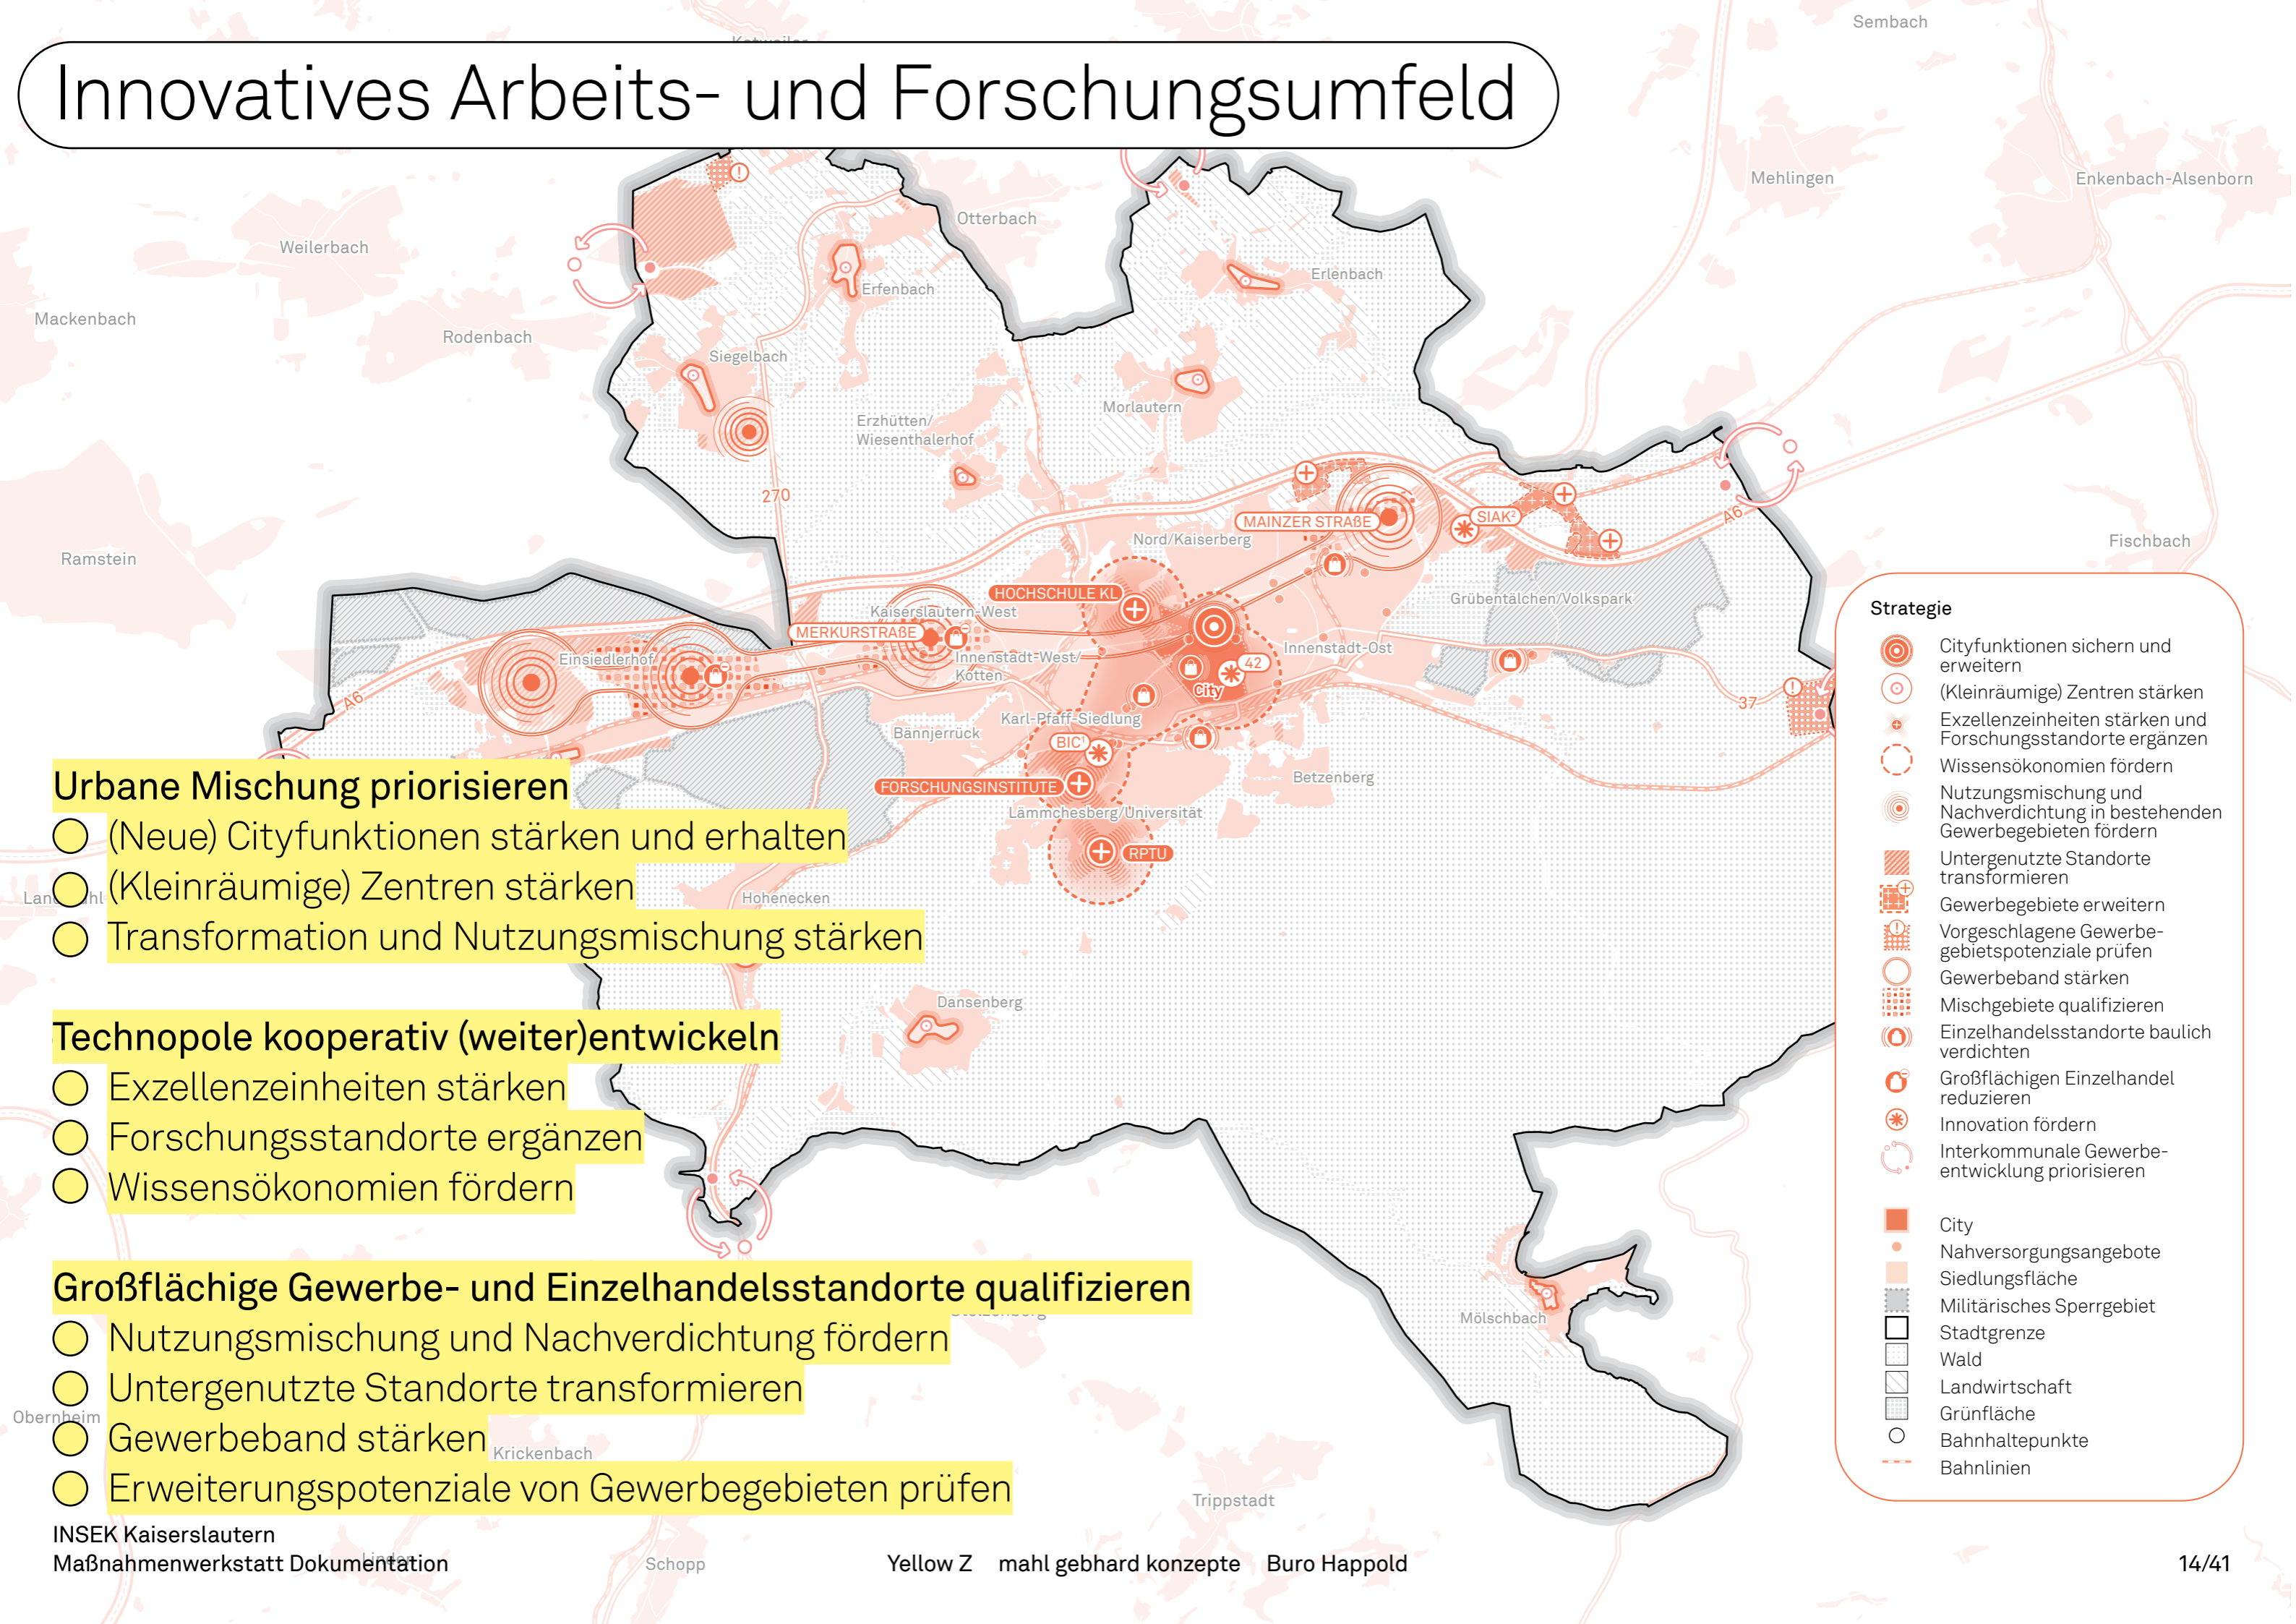 Sembach
Innovatives Arbeits- und Forschungsumfeld
Mehlingen
Enkenbach-Alsenborn
Otterbach
Weilerbach
Erlenbach
Erfenbach
Mackenbach
Rodenbach
Siegelbach
Morlautern
Erzhütten/
Wiesenthalerhof
270
MAINZER STRAßE
SIAK²
A6
Nord/Kaiserberg
Fischbach
Ramstein
HOCHSCHULE KL
Grübentälchen/Volkspark
Kaiserslautern-West
MERKURSTRAßE
Innenstadt-Ost
Einsiedlerhof
Innenstadt-West/
Kotten
42
City
A6
37
Karl-Pfaff-Siedlung
Bännjerrück
BIC¹
Betzenberg
FORSCHUNGSINSTITUTE
Lämmchesberg/Universität
RPTU
Hohenecken
Dansenberg
Mölschbach
Obernheim
Krickenbach
Trippstadt
Schopp
Urbane Mischung priorisieren
(Neue) Cityfunktionen stärken und erhalten
(Kleinräumige) Zentren stärken
Transformation und Nutzungsmischung stärken
Technopole kooperativ (weiter)entwickeln
Exzellenzeinheiten stärken
Forschungsstandorte ergänzen
Wissensökonomien fördern
Großflächige Gewerbe- und Einzelhandelsstandorte qualifizieren
Nutzungsmischung und Nachverdichtung fördern
Untergenutzte Standorte transformieren
Gewerbeband stärken
Erweiterungspotenziale von Gewerbegebieten prüfen
Strategie
Cityfunktionen sichern und
erweitern
(Kleinräumige) Zentren stärken
Exzellenzeinheiten stärken und
Forschungsstandorte ergänzen
Wissensökonomien fördern
Nutzungsmischung und
Nachverdichtung in bestehenden
Gewerbegebieten fördern
Untergenutzte Standorte
transformieren
Gewerbegebiete erweitern
Vorgeschlagene Gewerbe-
gebietspotenziale prüfen
Gewerbeband stärken
Mischgebiete qualifizieren
Einzelhandelsstandorte baulich
verdichten
Großflächigen Einzelhandel
reduzieren
Innovation fördern
Interkommunale Gewerbe-
entwicklung priorisieren
City
Nahversorgungsangebote
Siedlungsfläche
Militärisches Sperrgebiet
Stadtgrenze
Wald
Landwirtschaft
Grünfläche
Bahnhaltepunkte
Bahnlinien
INSEK Kaiserslautern
Maßnahmenwerkstatt Dokumentation
Yellow Z mahl gebhard konzepte Buro Happold
14/41